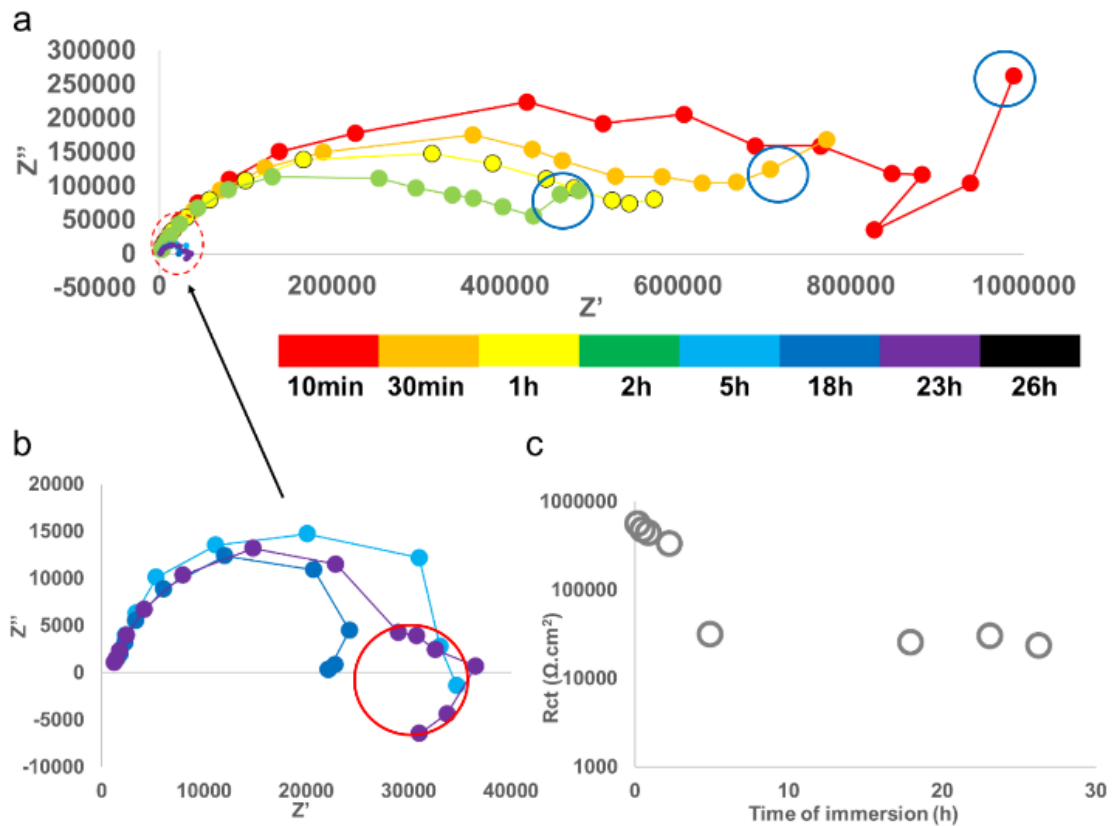 a
300000
250000
200000
150000
100000
50000
0
-50000
Z''
0 200000 400000 600000 800000 1000000
Z’
10min 30min 1h 2h 5h 18h 23h 26h
b
20000
15000
10000
5000
0
-5000
-10000
Z''
0 10000 20000 30000 40000
Z’
c
1000000
100000
10000
1000
Rct (Ω.cm²)
0 10 20 30
Time of immersion (h)